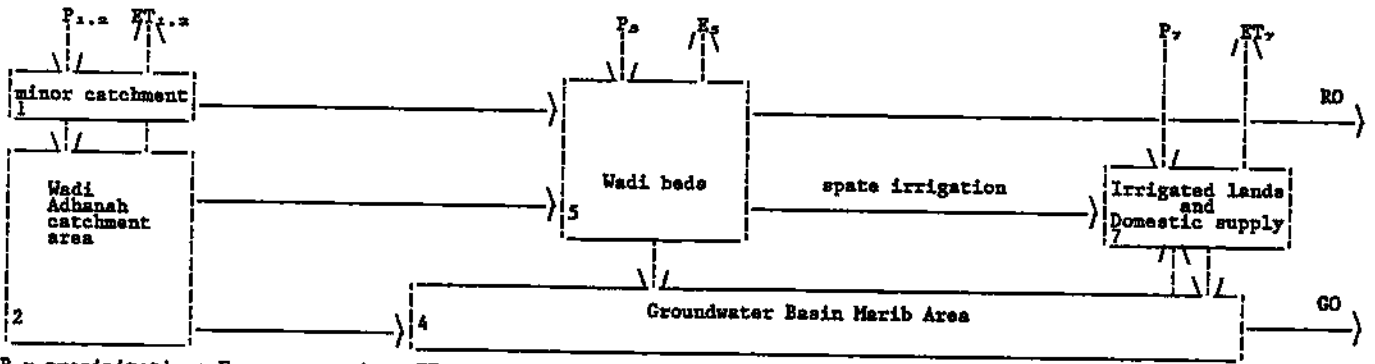 P₁.₂ ET₁.₂
P₅ E₅
P₇ ET₇
minor catchment
1
RO
Wadi
Adhanah
catchment
area
2
Wadi beds
5
spate irrigation
Irrigated lands
and
Domestic supply
7
Groundwater Basin Marib Area
4
GO